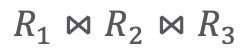 R₁ ⋈ R₂ ⋈ R₃